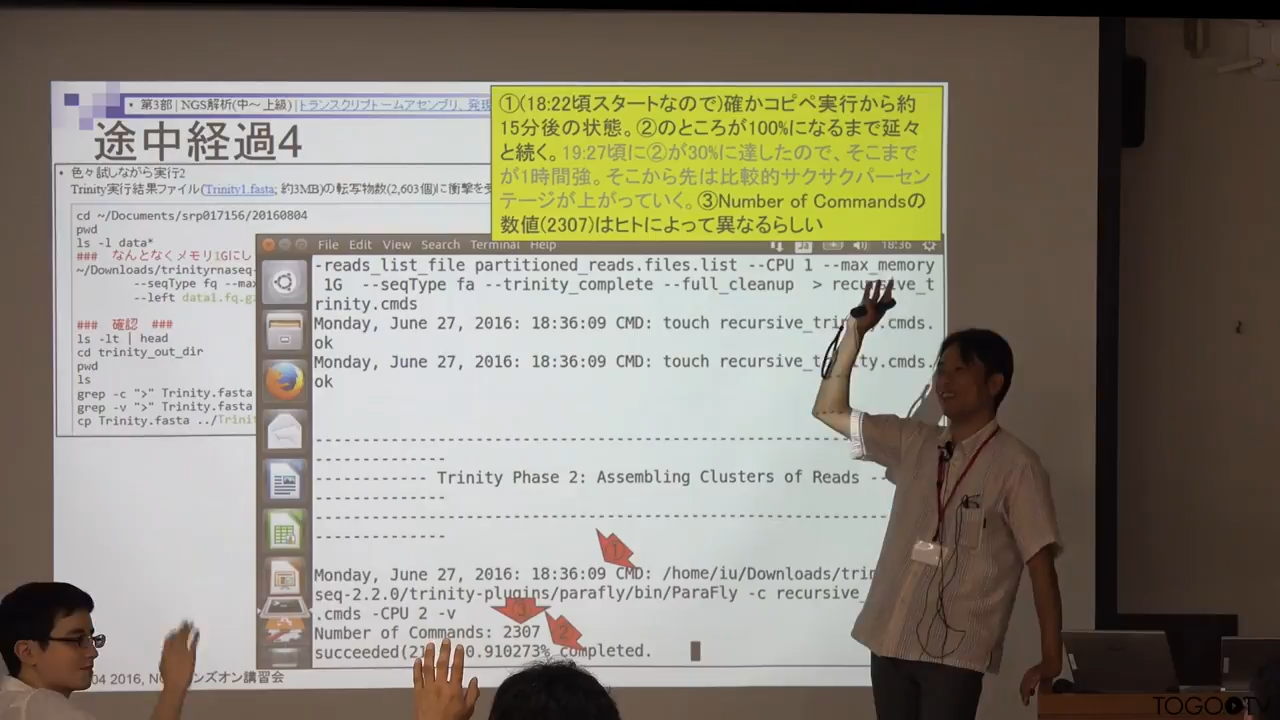 第3部 | NGS解析(中～上級) | トランスクリプトームアセンブリ、発現
途中経過4
①(18:22頃スタートなので)確かコピペ実行から約
15分後の状態。②のところが100%になるまで延々
と続く。19:27頃に②が30%に達したので、そこまで
が1時間強。そこから先は比較的サクサクパーセン
テージが上がっていく。③Number of Commandsの
数値(2307)はヒトによって異なるらしい
色々試しながら実行2
Trinity実行結果ファイル(Trinity1.fasta; 約3MB)の転写物数(2,603個)に衝撃を
cd ~/Documents/srp017156/20160804
pwd
ls -l data*
### なんとなくメモリ1Gにし
~/Downloads/trinityrnaseq-
--seqType fq --max
--left data1.fq.gz
### 確認 ###
ls -lt | head
cd trinity_out_dir
pwd
ls
grep -c ">" Trinity.fasta
grep -v ">" Trinity.fasta
cp Trinity.fasta ../Trinit
File Edit View Search Terminal Help
Ja
18:36
-reads_list_file partitioned_reads.files.list --CPU 1 --max_memory
1G --seqType fa --trinity_complete --full_cleanup > recursive_t
rinity.cmds
Monday, June 27, 2016: 18:36:09 CMD: touch recursive_trinity.cmds.
ok
Monday, June 27, 2016: 18:36:09 CMD: touch recursive_trinity.cmds.
ok
------------ Trinity Phase 2: Assembling Clusters of Reads --
①
Monday, June 27, 2016: 18:36:09 CMD: /home/iu/Downloads/trin
seq-2.2.0/trinity-plugins/parafly/bin/ParaFly -c recursive_
.cmds -CPU 2 -v
③
Number of Commands: 2307
②
succeeded(21 0.910273% completed.
04 2016, NG ンズオン講習会
TOGOTV